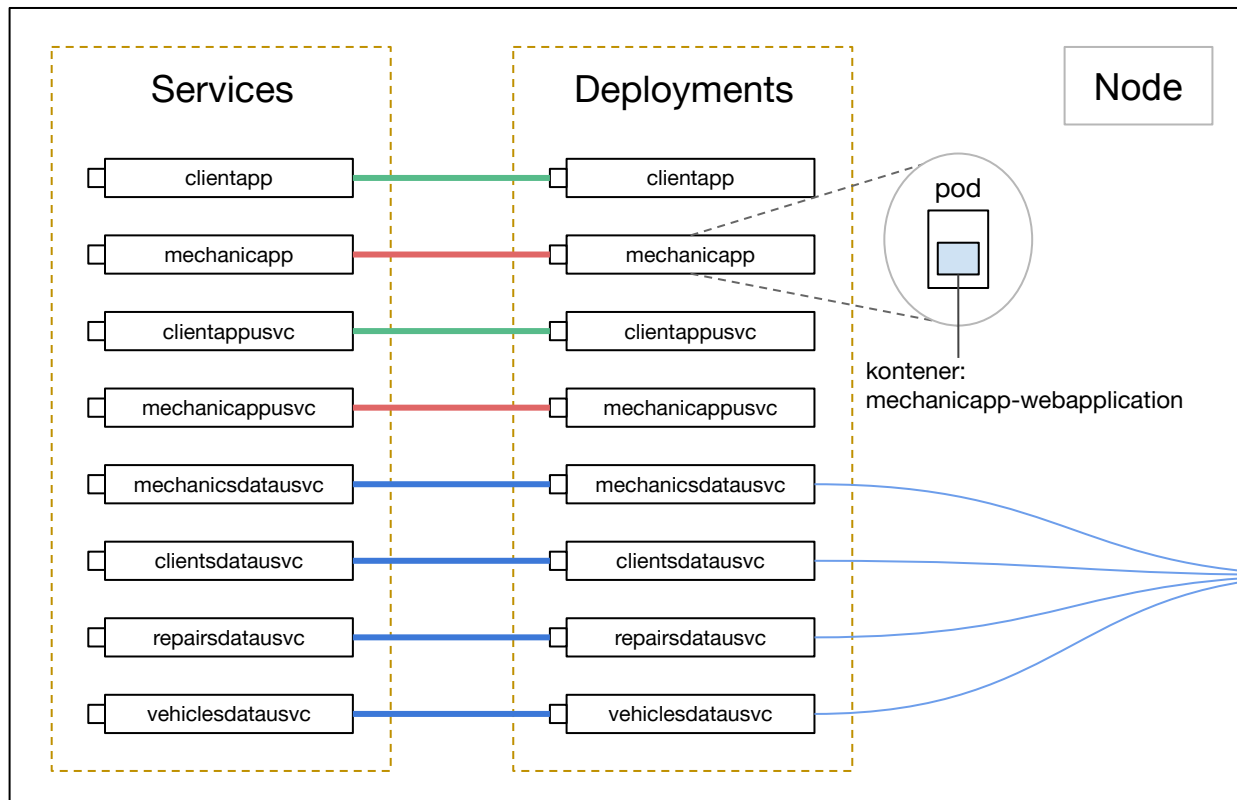 Services
Deployments
Node
clientapp
clientapp
mechanicapp
mechanicapp
pod
clientappusvc
clientappusvc
kontener:
mechanicapp-webapplication
mechanicappusvc
mechanicappusvc
mechanicsdatausvc
mechanicsdatausvc
clientsdatausvc
clientsdatausvc
repairsdatausvc
repairsdatausvc
vehiclesdatausvc
vehiclesdatausvc